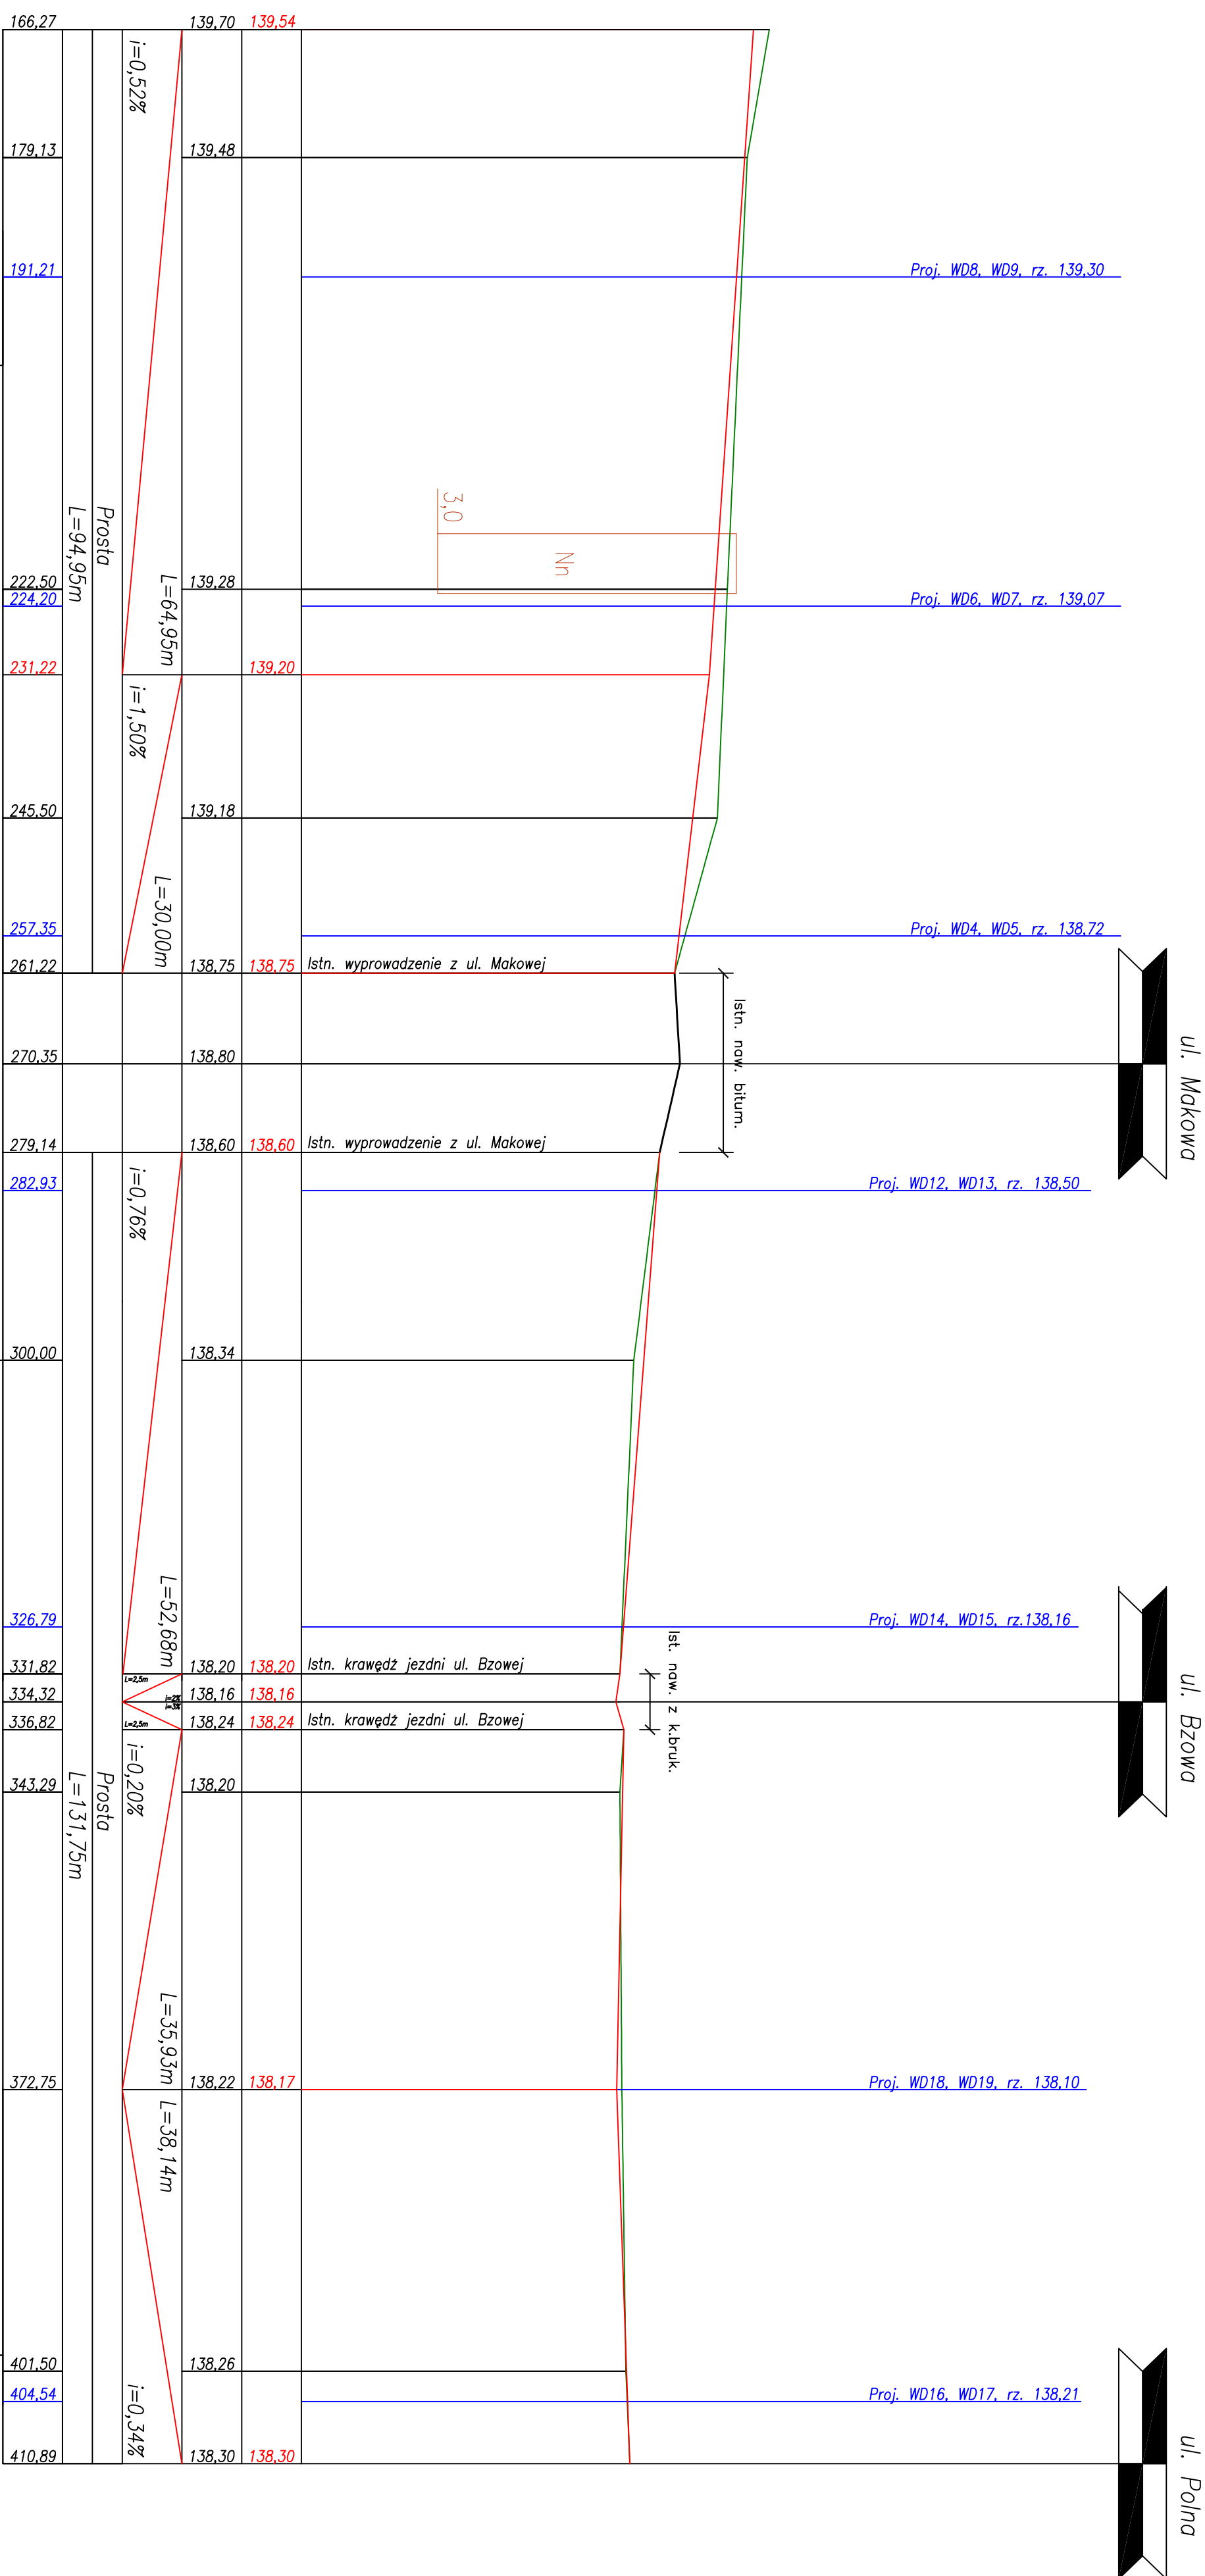 166,27 139,70 139,54
i=0,52%
179,13 139,48
191,21 Proj. WD8, WD9, rz. 139,30
3,0
Nn
Prosta
L=94,95m
222,50 139,28
224,20 Proj. WD6, WD7, rz. 139,07
L=64,95m
231,22 139,20
i=1,50%
245,50 139,18
L=30,00m
257,35 Proj. WD4, WD5, rz. 138,72
261,22 138,75 138,75 Istn. wyprowadzenie z ul. Makowej
Istn. naw. bitum.
ul. Makowa
270,35 138,80
279,14 138,60 138,60 Istn. wyprowadzenie z ul. Makowej
i=0,76%
282,93 Proj. WD12, WD13, rz. 138,50
300,00 138,34
L=52,68m
326,79 Proj. WD14, WD15, rz.138,16
Ist. naw. z k.bruk.
331,82 138,20 138,20 Istn. krawędź jezdni ul. Bzowej
L=2,5m
ul. Bzowa
i=2%
334,32 138,16 138,16
i=3%
L=2,5m
336,82 138,24 138,24 Istn. krawędź jezdni ul. Bzowej
i=0,20%
Prosta
L=131,75m
343,29 138,20
L=35,93m
372,75 138,22 138,17 Proj. WD18, WD19, rz. 138,10
L=38,14m
401,50 138,26
404,54 Proj. WD16, WD17, rz. 138,21
i=0,34%
410,89 138,30 138,30
ul. Polna